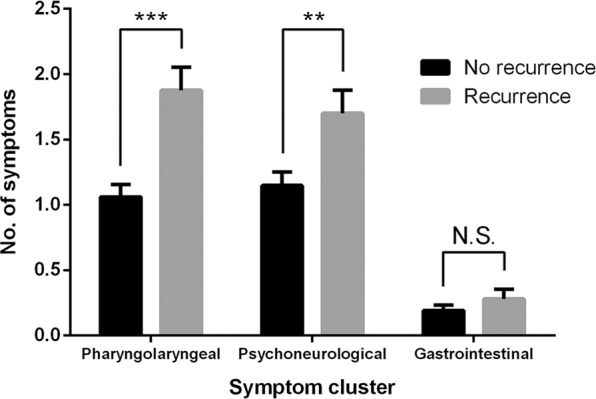 2.5
2.0
1.5
1.0
0.5
0.0
No. of symptoms
***
**
N.S.
No recurrence
Recurrence
Pharyngolaryngeal
Psychoneurological
Gastrointestinal
Symptom cluster